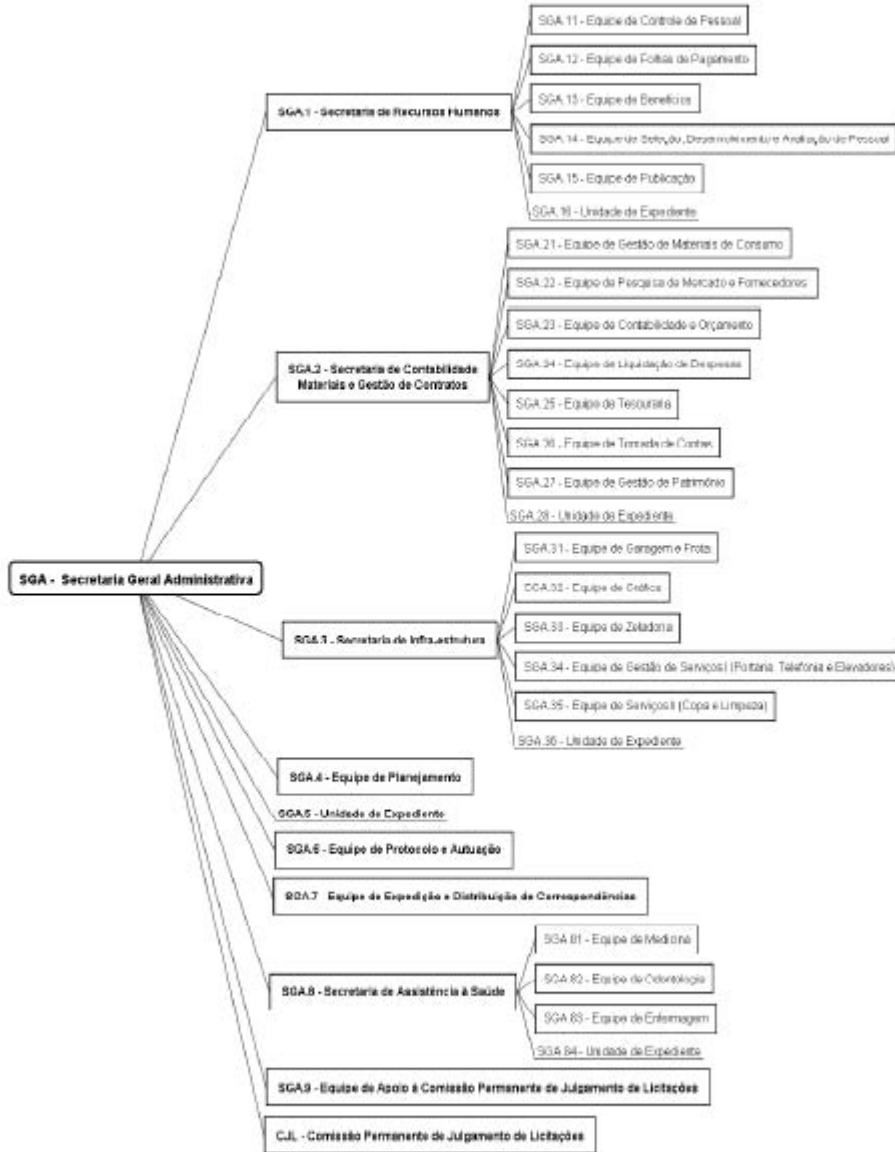 SGA.11 - Equipe de Controle de Pessoal
SGA.12 - Equipe de Folhas de Pagamento
SGA.13 - Equipe de Benefícios
SGA.1 - Secretaria de Recursos Humanos
SGA.14 - Equipe de Seleção, Desenvolvimento e Avaliação de Pessoal
SGA.15 - Equipe de Publicação
SGA.16 - Unidade de Expediente
SGA.21 - Equipe de Gestão de Materiais de Consumo
SGA.22 - Equipe de Pesquisa de Mercado e Fornecedores
SGA.23 - Equipe de Contabilidade e Orçamento
SGA.2 - Secretaria de Contabilidade
Materiais e Gestão de Contratos
SGA.24 - Equipe de Liquidação de Despesas
SGA.25 - Equipe de Tesouraria
SGA.26 - Equipe de Tomada de Contas
SGA.27 - Equipe de Gestão de Patrimônio
SGA.28 - Unidade de Expediente
SGA.31 - Equipe de Garagem e Frota
SGA - Secretaria Geral Administrativa
SGA.32 - Equipe de Gráfica
SGA.33 - Equipe de Zeladoria
SGA.3 - Secretaria de Infra-estrutura
SGA.34 - Equipe de Gestão de Serviços I (Portaria, Telefonia e Elevadores)
SGA.35 - Equipe de Serviços II (Copa e Limpeza)
SGA.36 - Unidade de Expediente
SGA.4 - Equipe de Planejamento
SGA.5 - Unidade de Expediente
SGA.6 - Equipe de Protocolo e Autuação
SGA.7 Equipe de Expedição e Distribuição de Correspondências
SGA.81 - Equipe de Medicina
SGA.82 - Equipe de Odontologia
SGA.8 - Secretaria de Assistência à Saúde
SGA.83 - Equipe de Enfermagem
SGA.84 - Unidade de Expediente
SGA.9 - Equipe de Apoio à Comissão Permanente de Julgamento de Licitações
CJL - Comissão Permanente de Julgamento de Licitações